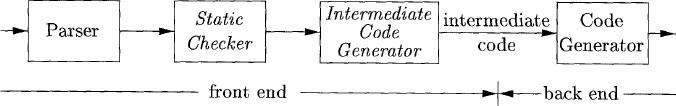 Parser
Static
Checker
Intermediate
Code
Generator
intermediate
code
Code
Generator
front end
back end